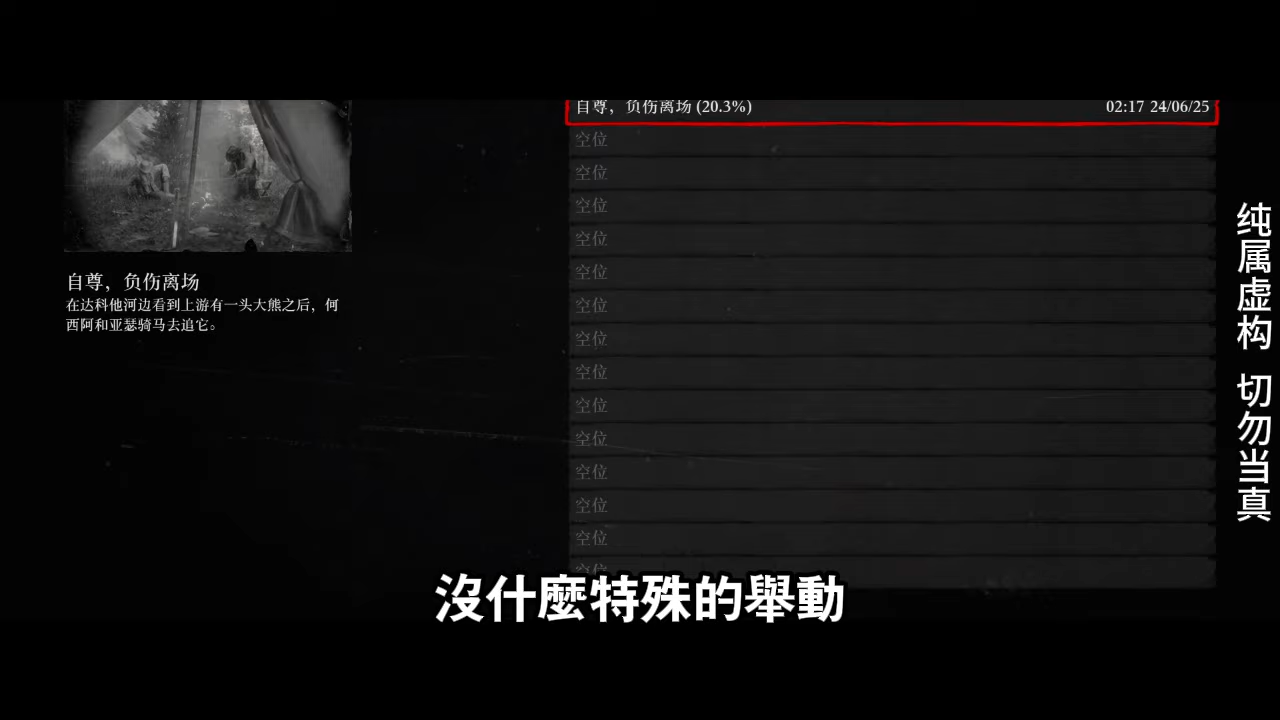 自尊，负伤离场 (20.3%) 02:17 24/06/25
空位
空位
空位
空位
空位
空位
空位
空位
空位
空位
空位
空位
空位
空位
自尊，负伤离场
在达科他河边看到上游有一头大熊之后，何
西阿和亚瑟骑马去追它。
纯属虚构 切勿当真
沒什麼特殊的舉動